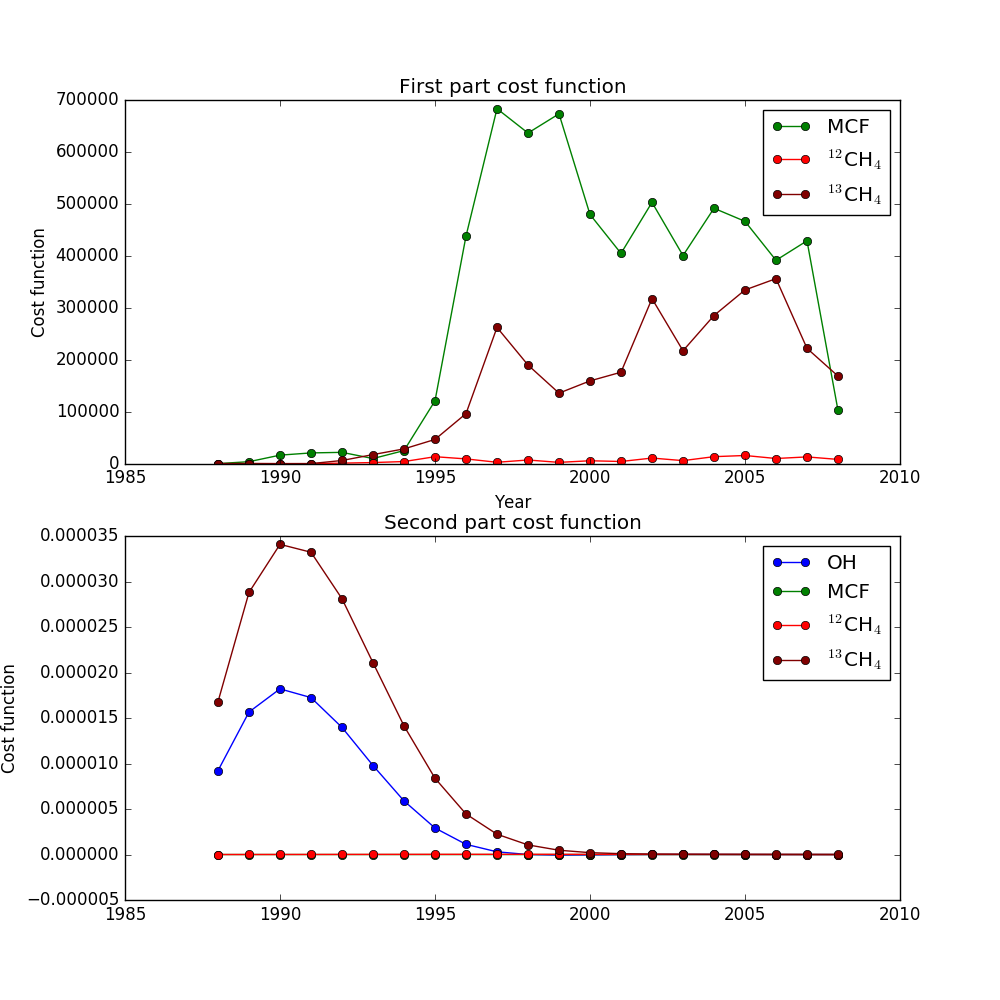 First part cost function
700000
600000
500000
400000
300000
200000
100000
0
Cost function
MCF
¹²CH₄
¹³CH₄
1985 1990 1995 2000 2005 2010
Year
Second part cost function
0.000035
0.000030
0.000025
0.000020
0.000015
0.000010
0.000005
0.000000
−0.000005
Cost function
OH
MCF
¹²CH₄
¹³CH₄
1985 1990 1995 2000 2005 2010